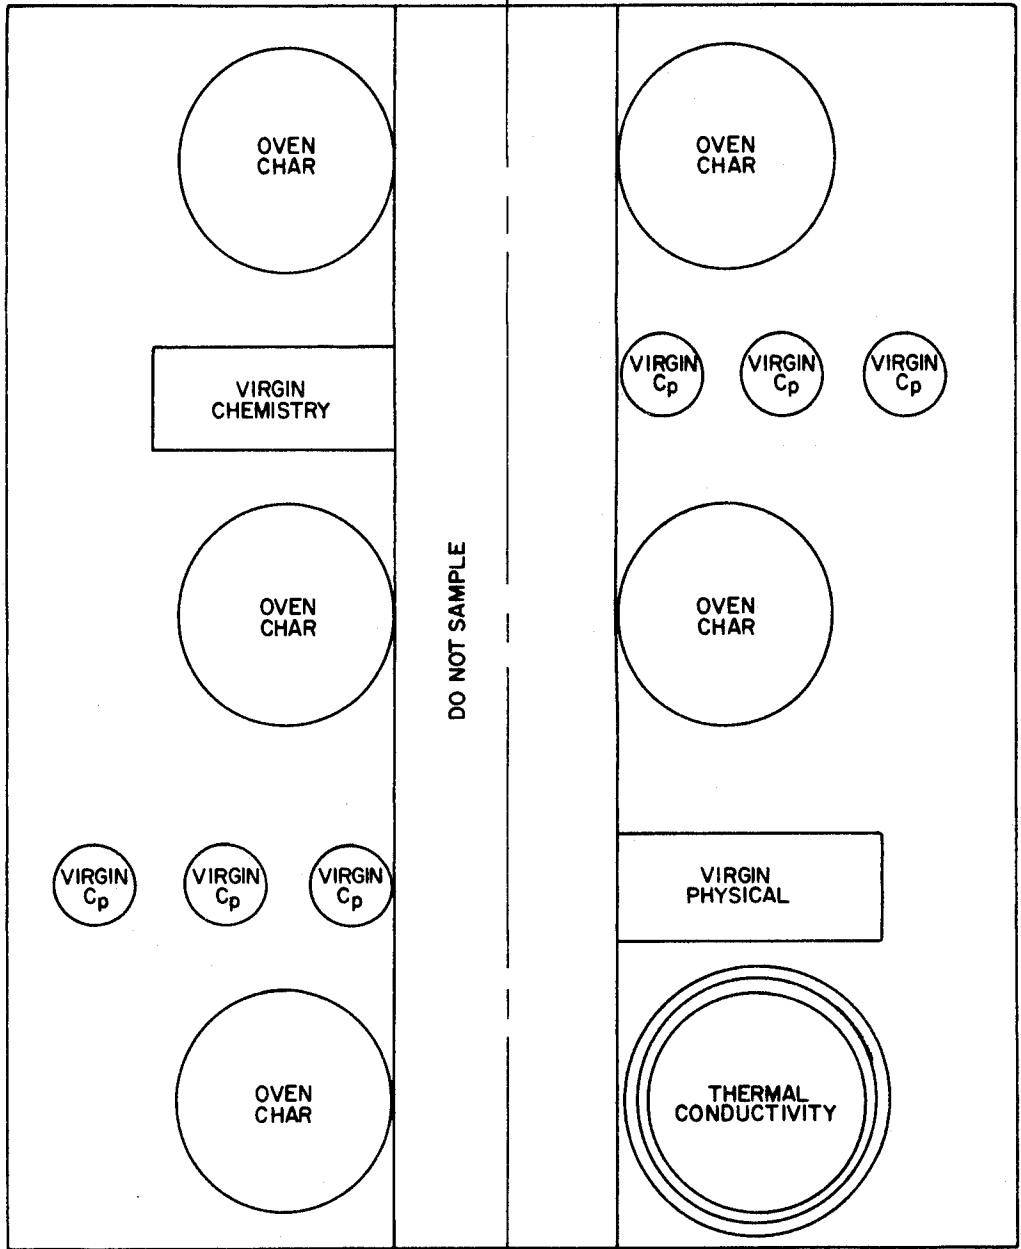 OVEN
CHAR
OVEN
CHAR
VIRGIN
CHEMISTRY
VIRGIN
Cp
VIRGIN
Cp
VIRGIN
Cp
OVEN
CHAR
DO NOT SAMPLE
OVEN
CHAR
VIRGIN
Cp
VIRGIN
Cp
VIRGIN
Cp
VIRGIN
PHYSICAL
OVEN
CHAR
THERMAL
CONDUCTIVITY